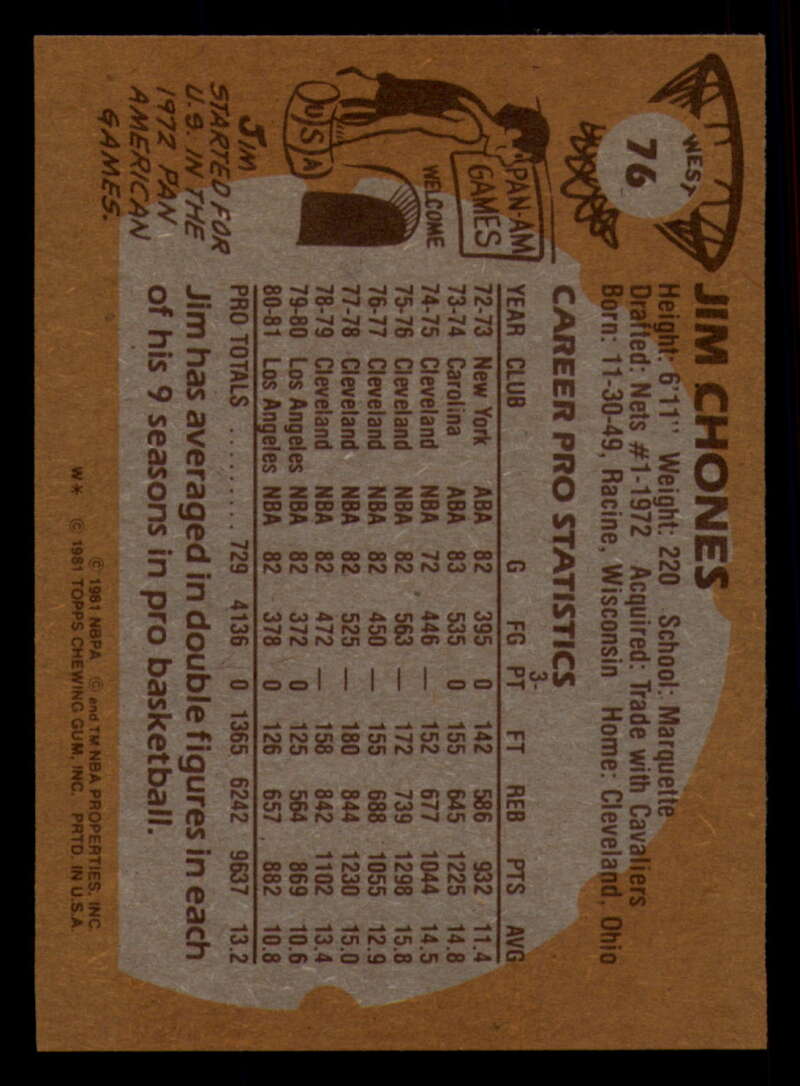 WEST
76
JIM CHONES
Height: 6'11" Weight: 220 School: Marquette
Drafted: Nets #1-1972 Acquired: Trade with Cavaliers
Born: 11-30-49, Racine, Wisconsin Home: Cleveland, Ohio
PAN-AM
GAMES
WELCOME
USA
JIM
STARTED FOR
U.S. IN THE
1972 PAN
AMERICAN
GAMES.
CAREER PRO STATISTICS
YEAR CLUB G FG 3-PT FT REB PTS AVG
72-73 New York ABA 82 395 0 142 586 932 11.4
73-74 Carolina ABA 83 535 0 155 645 1225 14.8
74-75 Cleveland NBA 72 446 — 152 677 1044 14.5
75-76 Cleveland NBA 82 563 — 172 739 1298 15.8
76-77 Cleveland NBA 82 450 — 155 688 1055 12.9
77-78 Cleveland NBA 82 525 — 180 844 1230 15.0
78-79 Cleveland NBA 82 472 — 158 842 1102 13.4
79-80 Los Angeles NBA 82 372 0 125 564 869 10.6
80-81 Los Angeles NBA 82 378 0 126 657 882 10.8
PRO TOTALS .......... 729 4136 0 1365 6242 9637 13.2
Jim has averaged in double figures in each
of his 9 seasons in pro basketball.
© 1981 NBPA © and TM NBA PROPERTIES, INC.
W* © 1981 TOPPS CHEWING GUM, INC. PRTD. IN U.S.A.